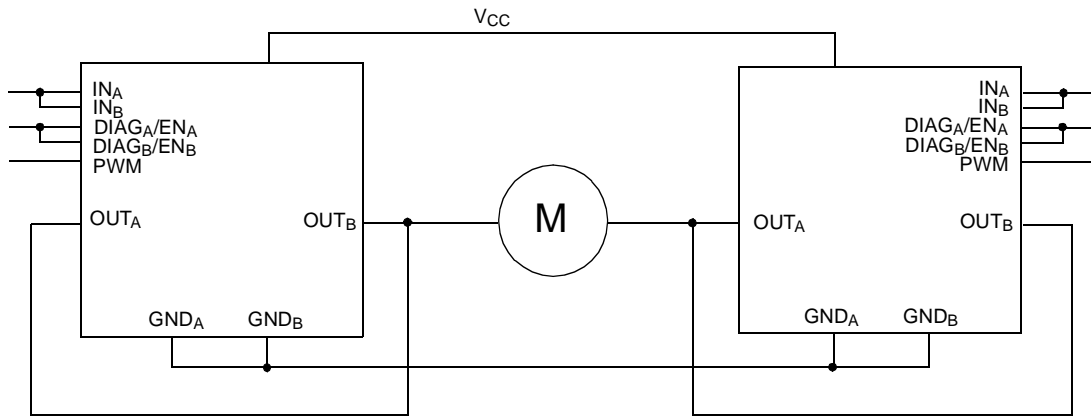 VCC
INA
INB
DIAGA/ENA
DIAGB/ENB
PWM
OUTA
OUTB
GNDA
GNDB
M
INA
INB
DIAGA/ENA
DIAGB/ENB
PWM
OUTA
OUTB
GNDA
GNDB